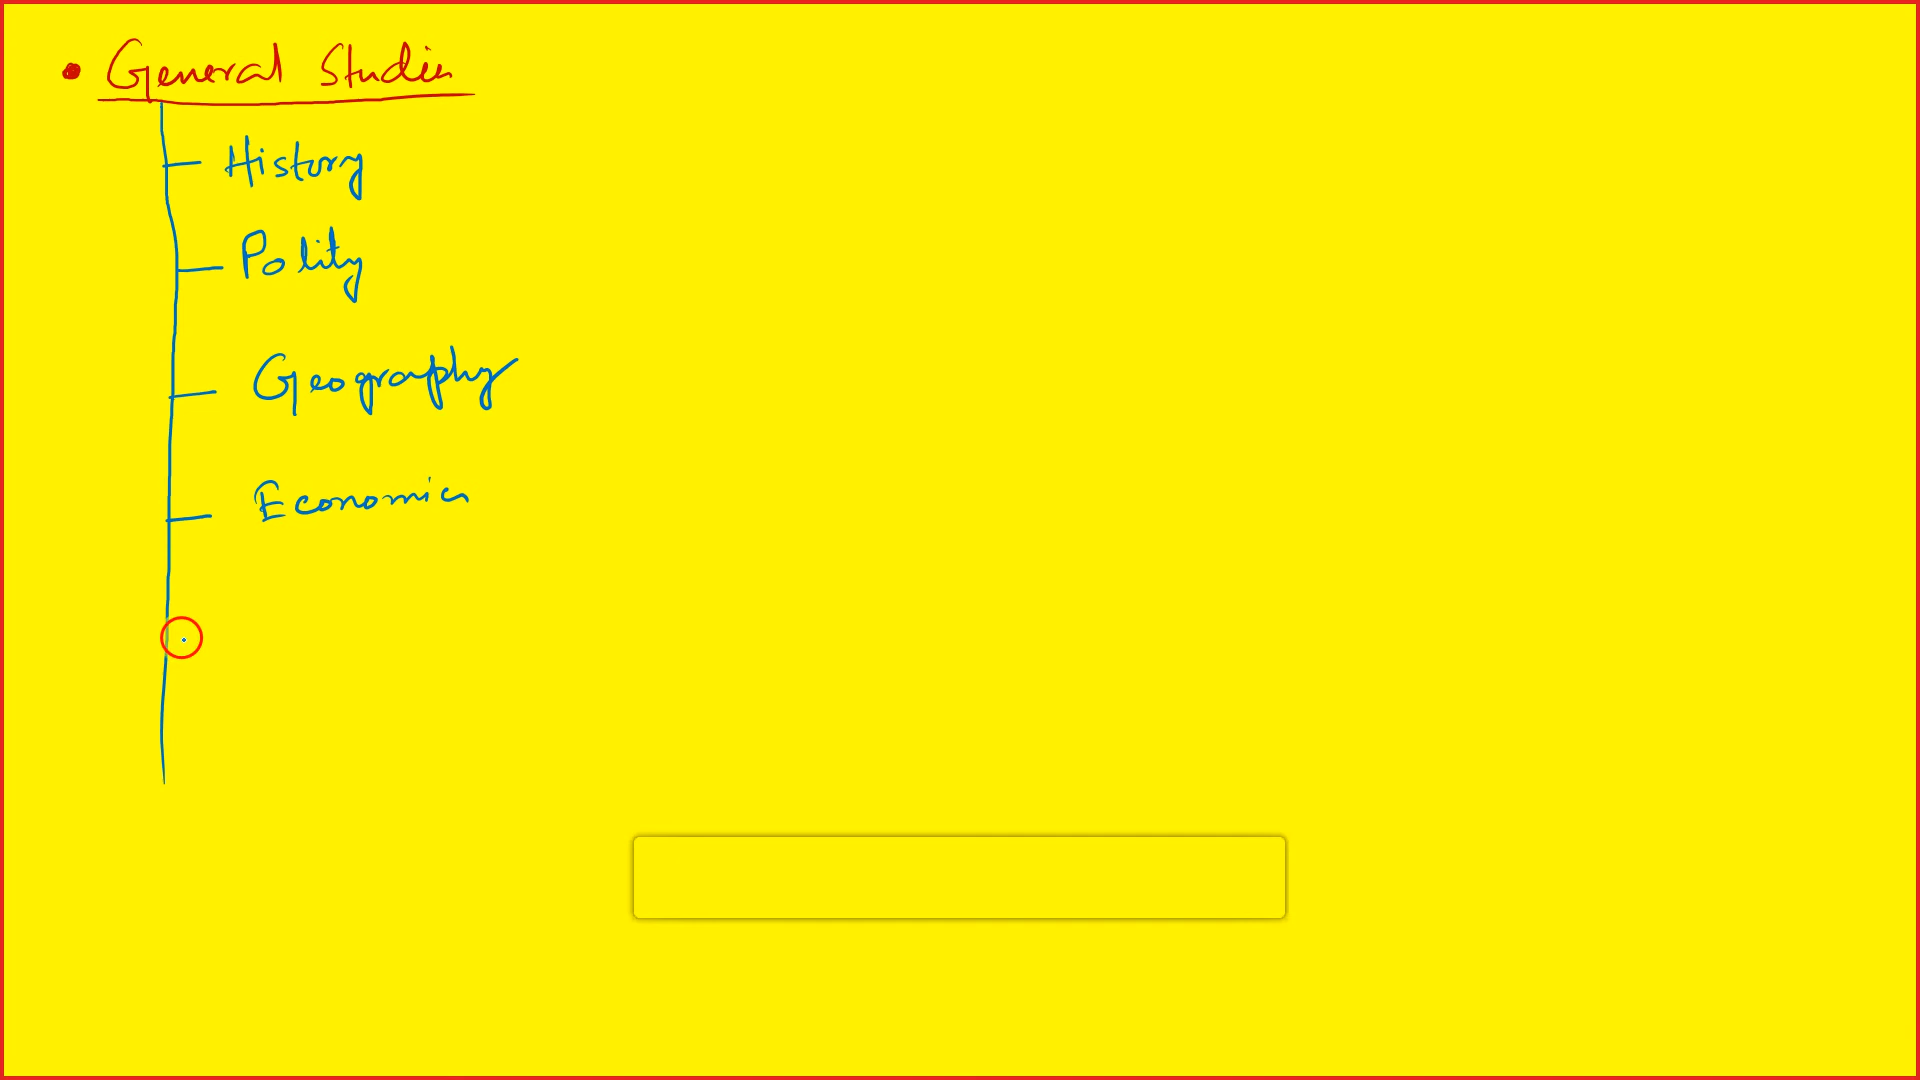 • General Studies
History
Polity
Geography
Economics